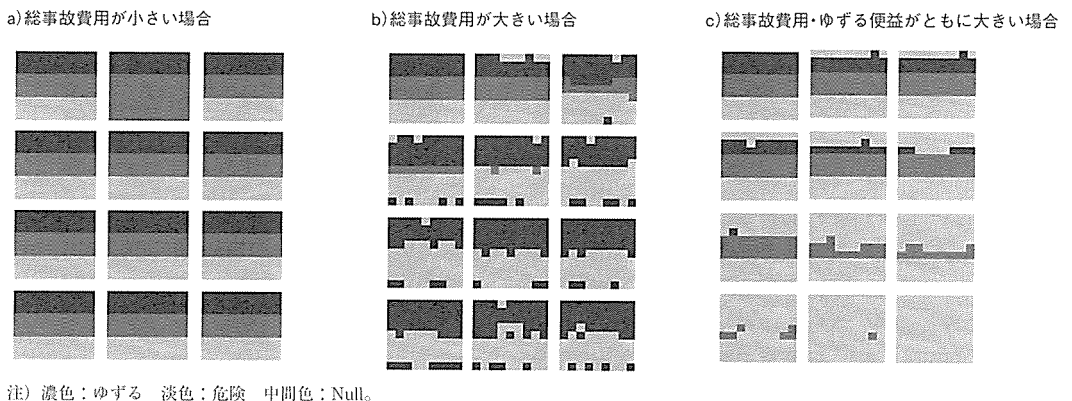 a)総事故費用が小さい場合
b)総事故費用が大きい場合
c)総事故費用・ゆずる便益がともに大きい場合
注) 濃色：ゆずる　淡色：危険　中間色：Null。